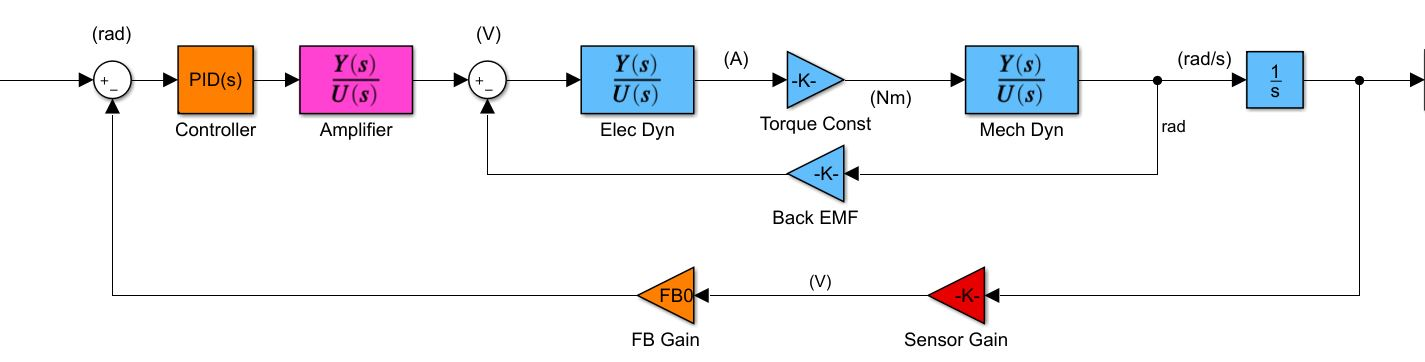 (rad)
+
−
PID(s)
Controller
Y(s)
U(s)
Amplifier
(V)
+
−
Y(s)
U(s)
Elec Dyn
(A)
-K-
Torque Const
(Nm)
Y(s)
U(s)
Mech Dyn
(rad/s)
rad
1
s
-K-
Back EMF
FB0
FB Gain
(V)
-K-
Sensor Gain